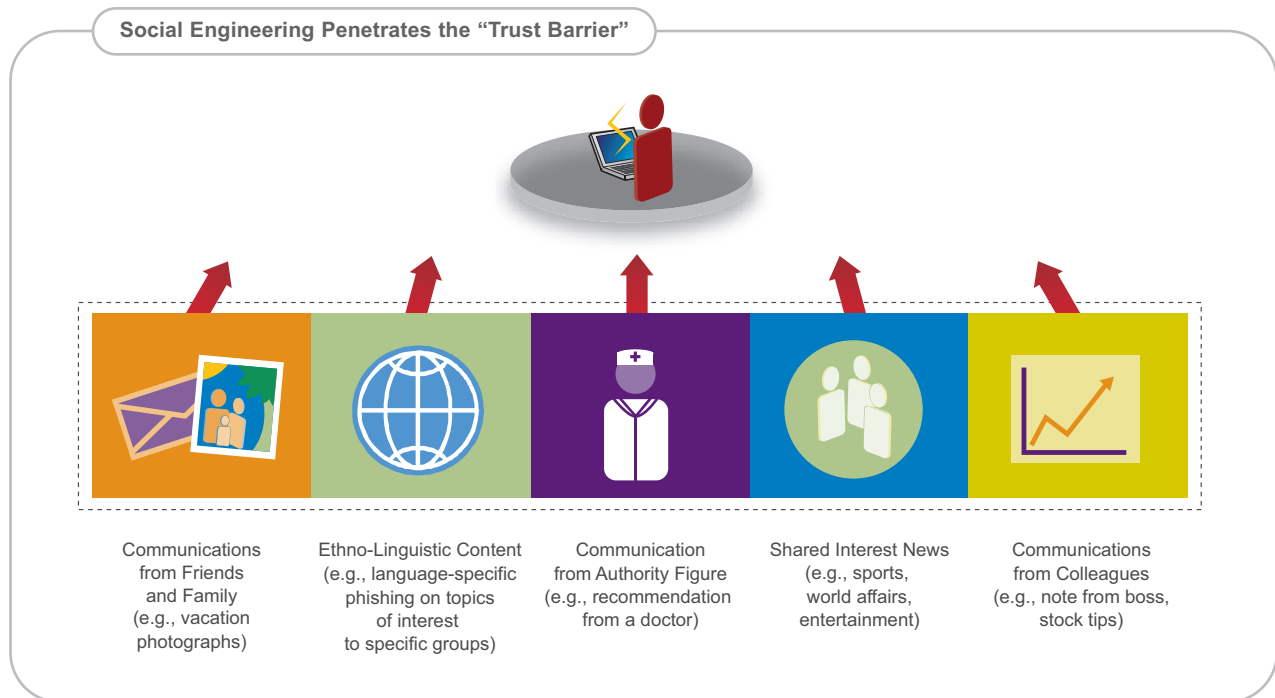 Social Engineering Penetrates the “Trust Barrier”
Communications
from Friends
and Family
(e.g., vacation
photographs)
Ethno-Linguistic Content
(e.g., language-specific
phishing on topics
of interest
to specific groups)
Communication
from Authority Figure
(e.g., recommendation
from a doctor)
Shared Interest News
(e.g., sports,
world affairs,
entertainment)
Communications
from Colleagues
(e.g., note from boss,
stock tips)